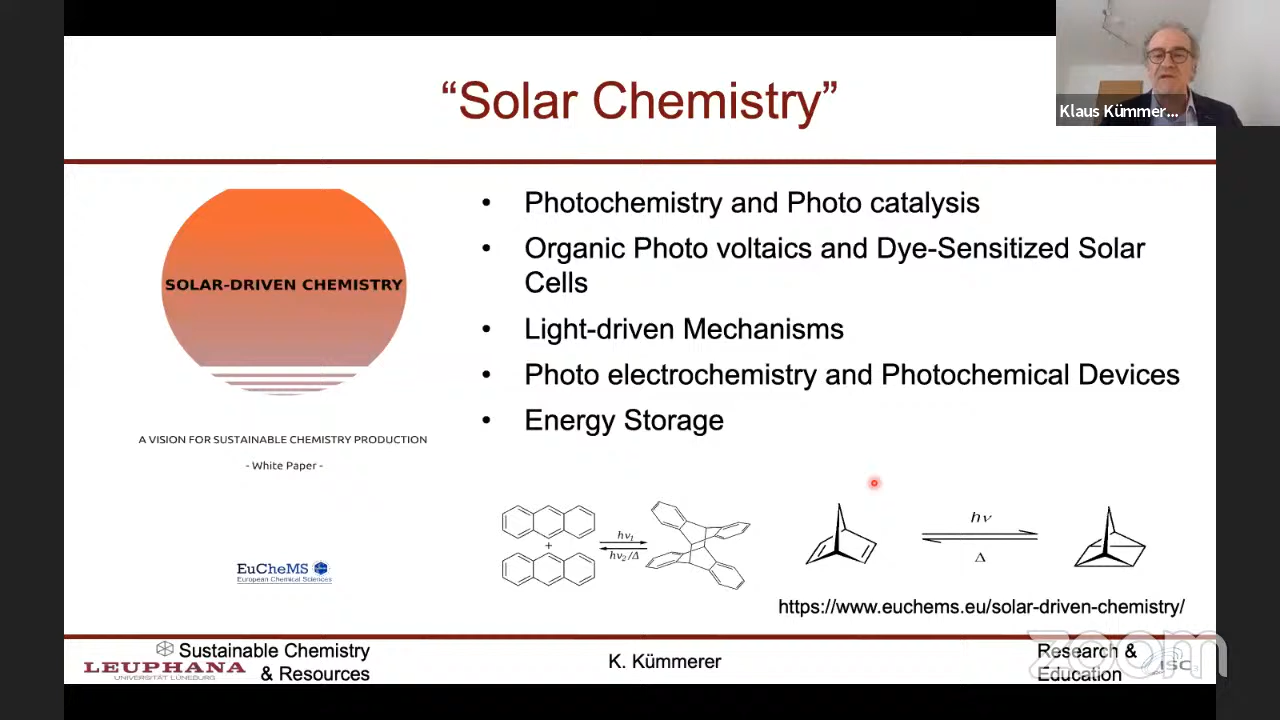 “Solar Chemistry”
Klaus Kümmer...
SOLAR-DRIVEN CHEMISTRY
A VISION FOR SUSTAINABLE CHEMISTRY PRODUCTION
- White Paper -
EuCheMS
European Chemical Sciences
• Photochemistry and Photo catalysis
• Organic Photo voltaics and Dye-Sensitized Solar
Cells
• Light-driven Mechanisms
• Photo electrochemistry and Photochemical Devices
• Energy Storage
+
hν₁
hν₂/Δ
hν
Δ
https://www.euchems.eu/solar-driven-chemistry/
Sustainable Chemistry
& Resources
LEUPHANA
UNIVERSITÄT LÜNEBURG
K. Kümmerer
Research &
Education
ISC₃
zoom